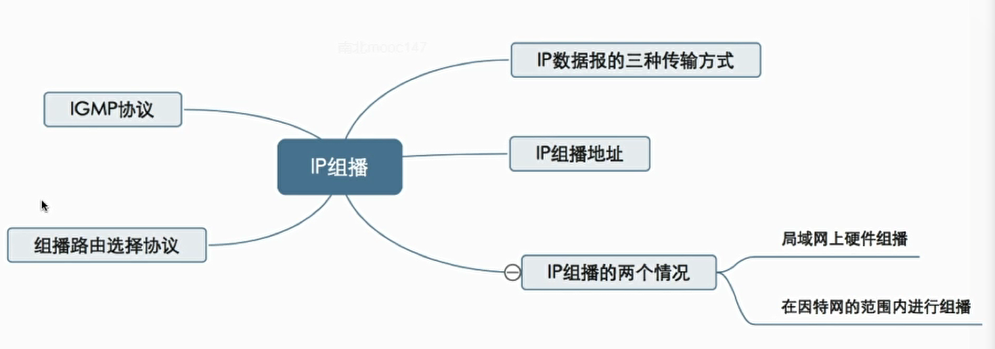 IP数据报的三种传输方式
IGMP协议
IP组播地址
IP组播
组播路由选择协议
局域网上硬件组播
IP组播的两个情况
在因特网的范围内进行组播